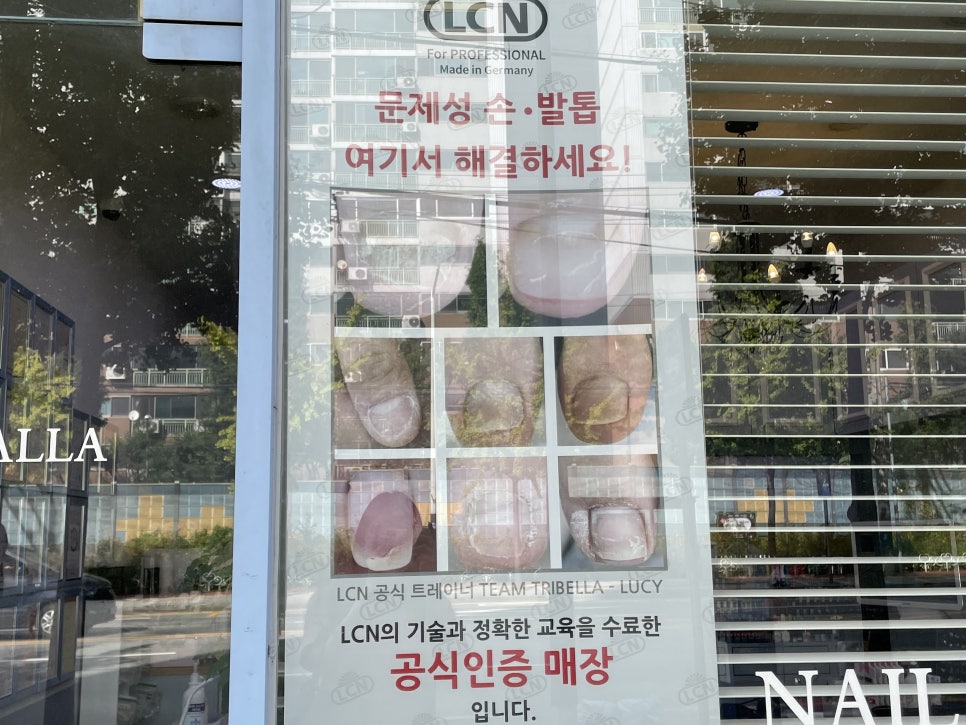 LCN
For PROFESSIONAL
Made in Germany
문제성 손·발톱
여기서 해결하세요!
LCN 공식 트레이너 TEAM TRIBELLA - LUCY
LCN의 기술과 정확한 교육을 수료한
공식인증 매장
입니다.
ALLA
NAIL